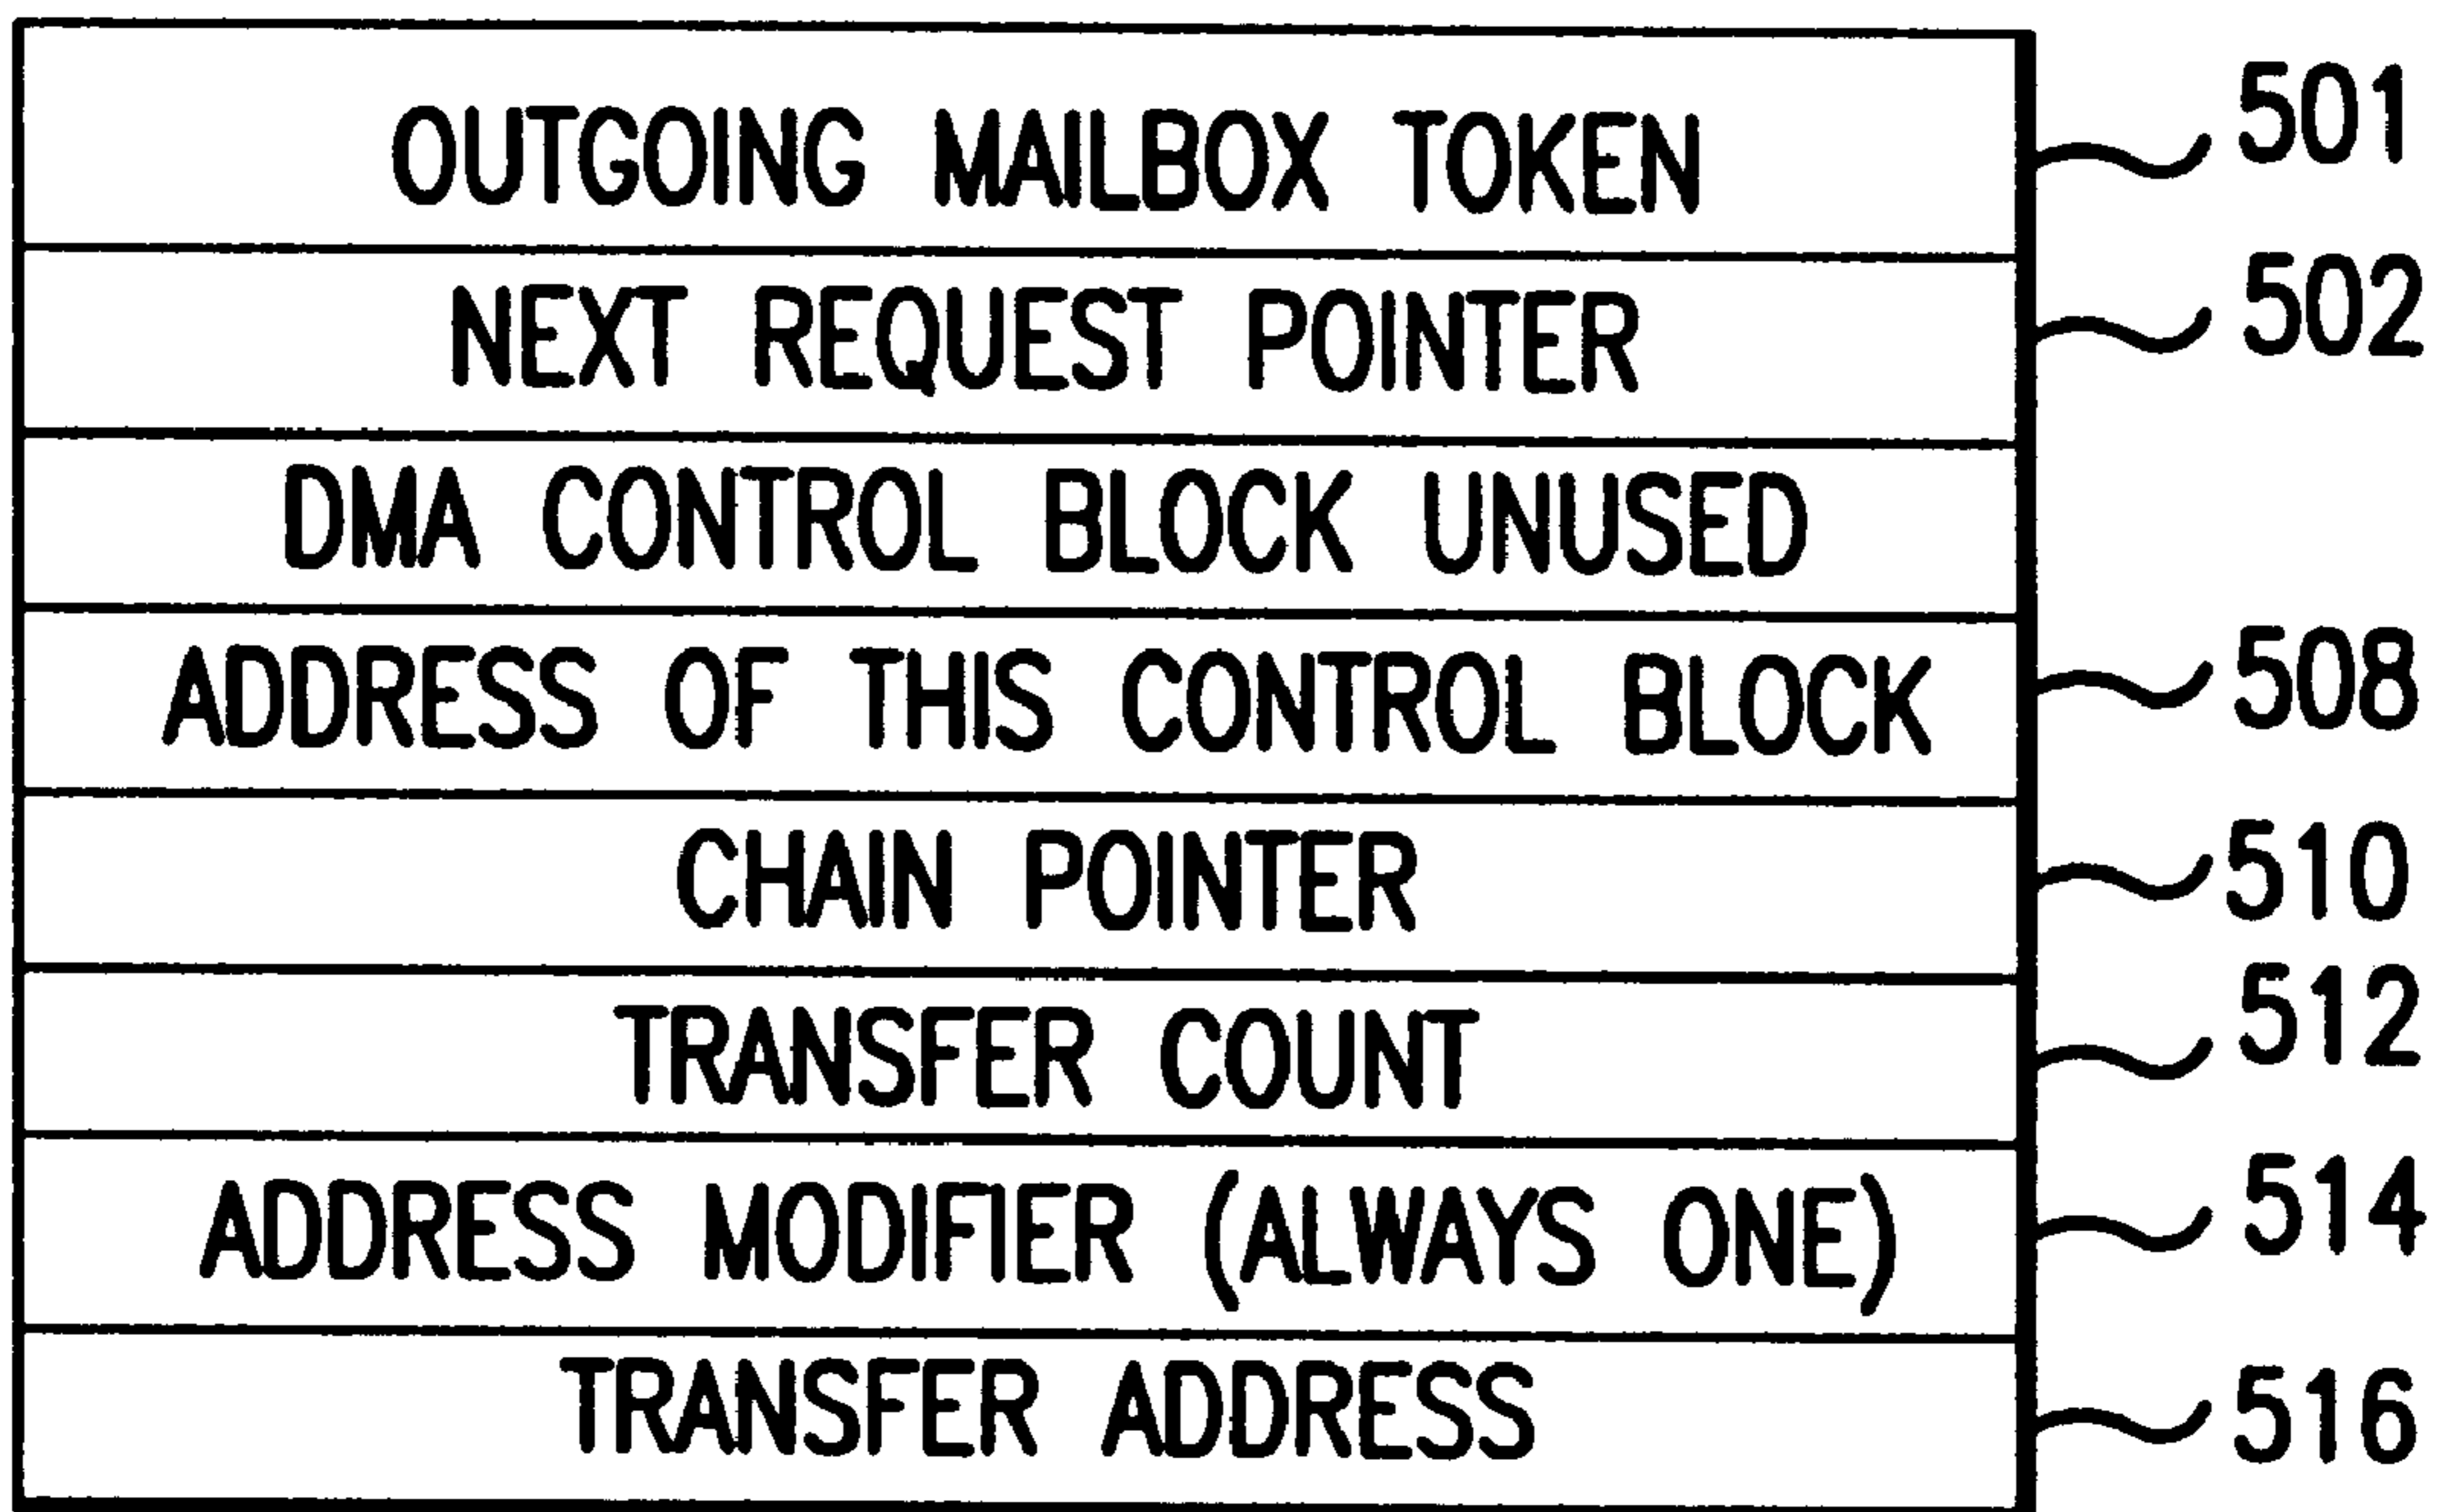 OUTGOING MAILBOX TOKEN 501
NEXT REQUEST POINTER 502
DMA CONTROL BLOCK UNUSED
ADDRESS OF THIS CONTROL BLOCK 508
CHAIN POINTER 510
TRANSFER COUNT 512
ADDRESS MODIFIER (ALWAYS ONE) 514
TRANSFER ADDRESS 516